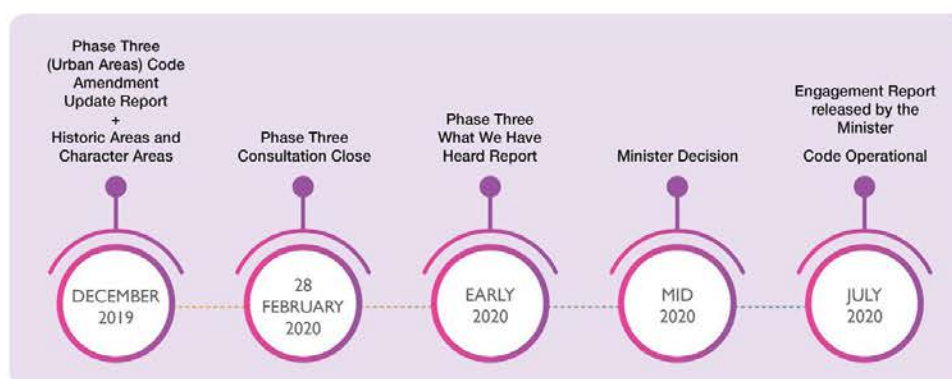 Phase Three
(Urban Areas) Code
Amendment
Update Report
+
Historic Areas and
Character Areas
DECEMBER
2019
Phase Three
Consultation Close
28
FEBRUARY
2020
Phase Three
What We Have
Heard Report
EARLY
2020
Minister Decision
MID
2020
Engagement Report
released by the
Minister
Code Operational
JULY
2020